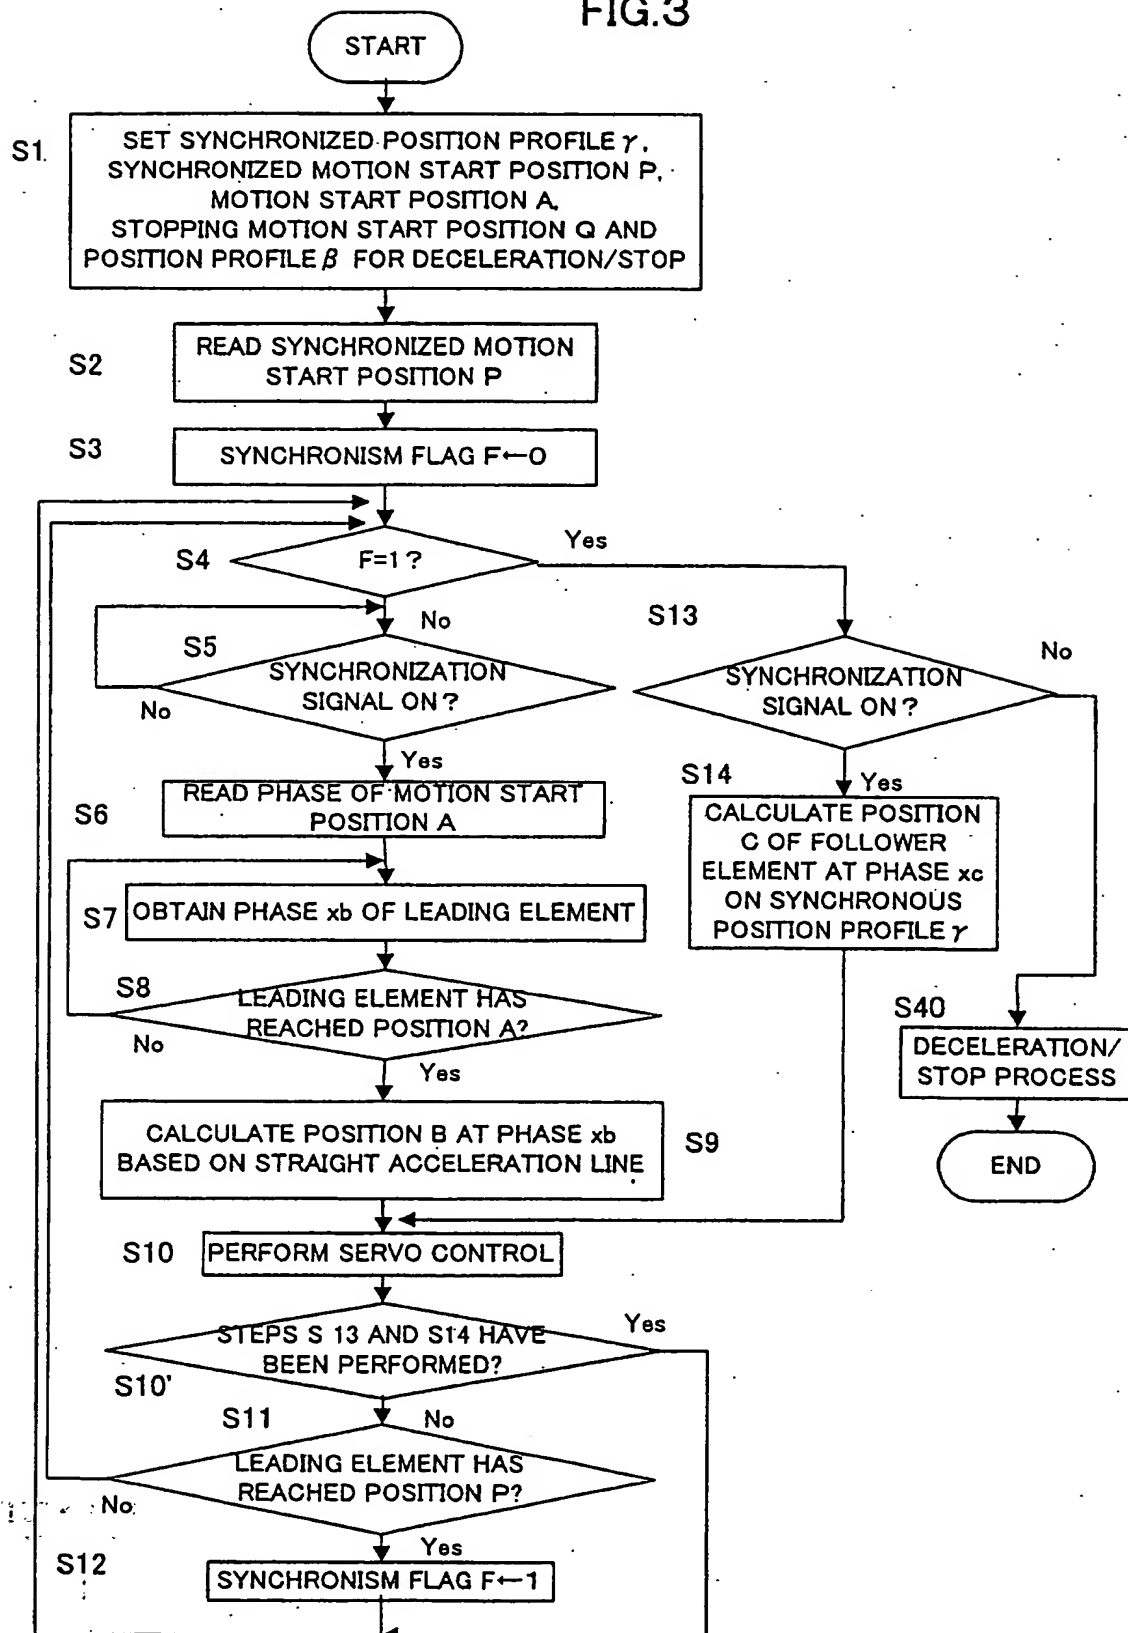 FIG.3
START
S1
SET SYNCHRONIZED POSITION PROFILE γ,
SYNCHRONIZED MOTION START POSITION P,
MOTION START POSITION A,
STOPPING MOTION START POSITION Q AND
POSITION PROFILE β FOR DECELERATION/STOP
S2
READ SYNCHRONIZED MOTION
START POSITION P
S3
SYNCHRONISM FLAG F←0
S4
F=1?
Yes
No
S5
SYNCHRONIZATION
SIGNAL ON?
No
Yes
S13
SYNCHRONIZATION
SIGNAL ON?
No
Yes
S6
READ PHASE OF MOTION START
POSITION A
S14
CALCULATE POSITION
C OF FOLLOWER
ELEMENT AT PHASE xc
ON SYNCHRONOUS
POSITION PROFILE γ
S7
OBTAIN PHASE xb OF LEADING ELEMENT
S8
LEADING ELEMENT HAS
REACHED POSITION A?
No
Yes
S40
DECELERATION/
STOP PROCESS
END
CALCULATE POSITION B AT PHASE xb
BASED ON STRAIGHT ACCELERATION LINE
S9
S10
PERFORM SERVO CONTROL
STEPS S 13 AND S14 HAVE
BEEN PERFORMED?
Yes
S10'
No
S11
LEADING ELEMENT HAS
REACHED POSITION P?
No
Yes
S12
SYNCHRONISM FLAG F←1